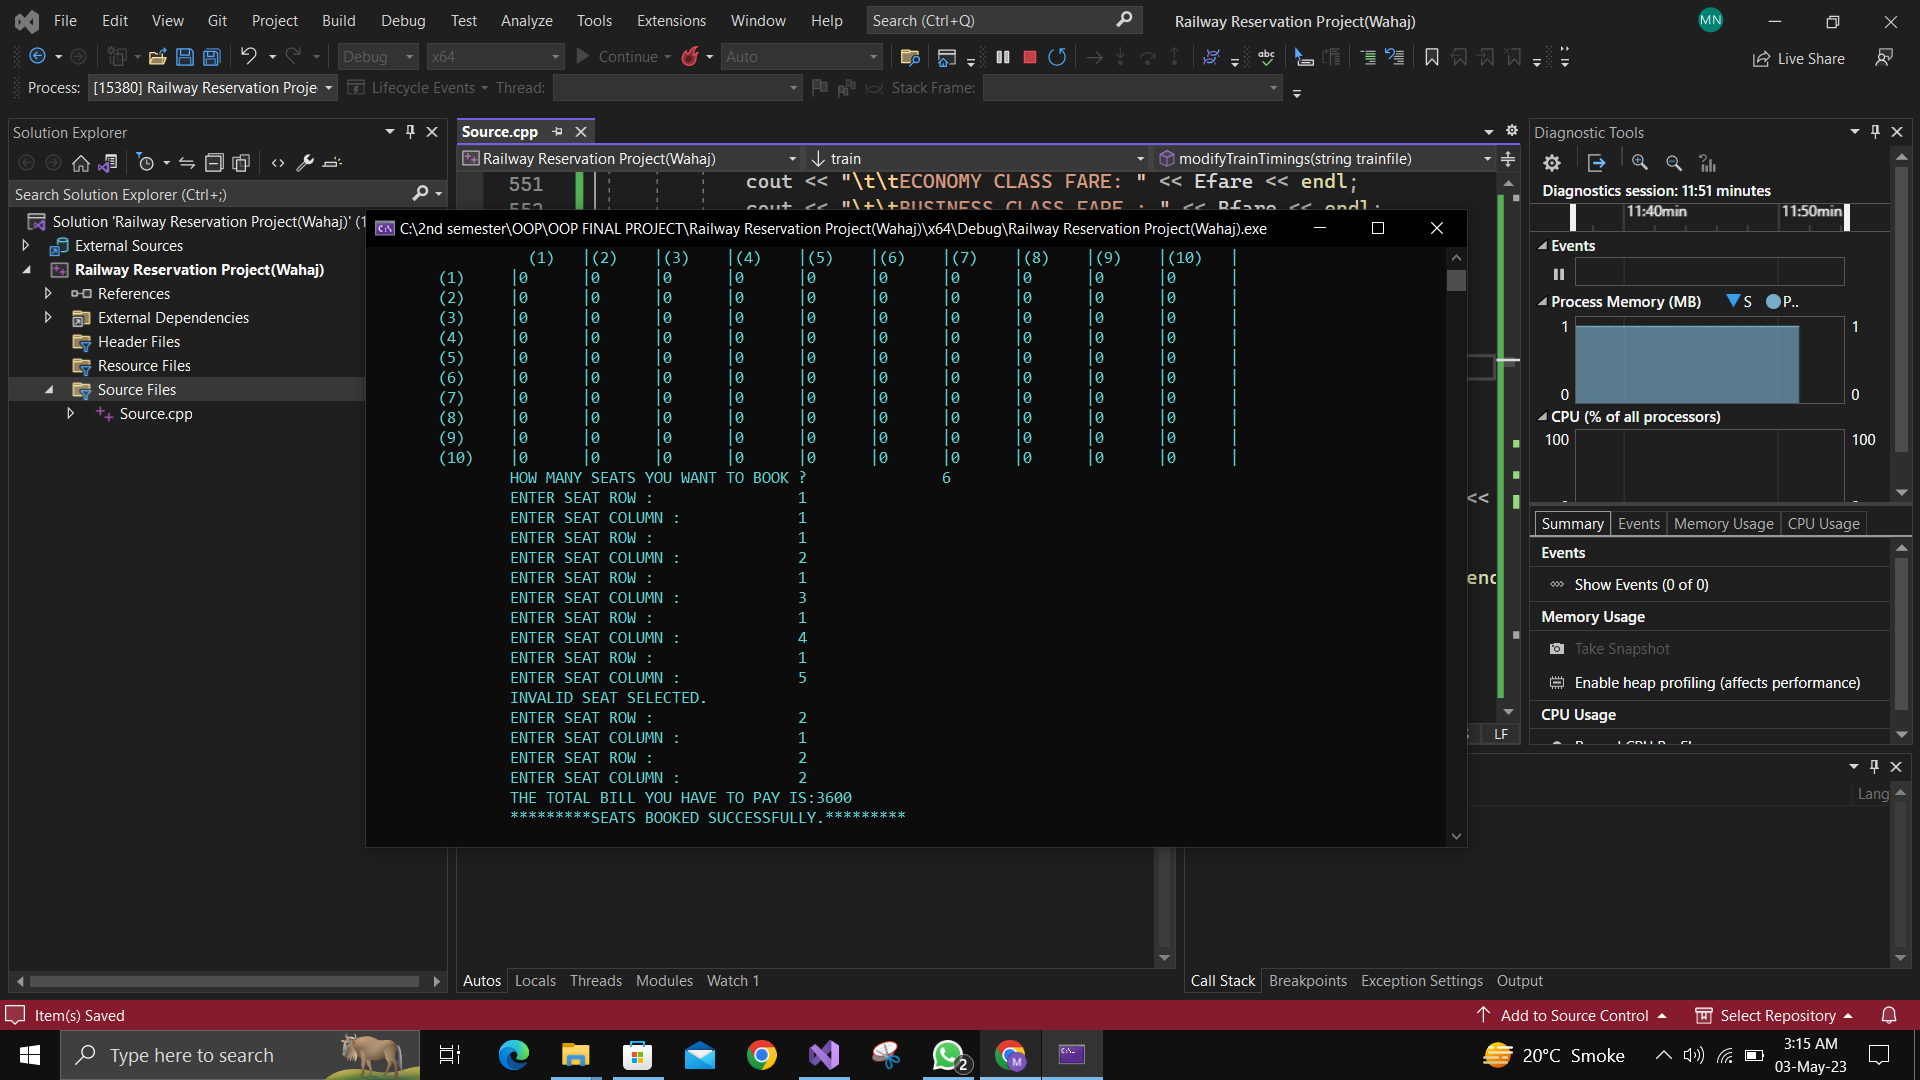 File Edit View Git Project Build Debug Test Analyze Tools Extensions Window Help Search (Ctrl+Q) Railway Reservation Project(Wahaj) MN
Debug x64 Continue Auto Live Share
Process: [15380] Railway Reservation Proje Lifecycle Events Thread: Stack Frame:
Solution Explorer
Search Solution Explorer (Ctrl+;)
Solution 'Railway Reservation Project(Wahaj)' (1
External Sources
Railway Reservation Project(Wahaj)
References
External Dependencies
Header Files
Resource Files
Source Files
Source.cpp
Source.cpp
Railway Reservation Project(Wahaj) train modifyTrainTimings(string trainfile)
551 cout << "\t\tECONOMY CLASS FARE: " << Efare << endl;
552 cout << "\t\tBUSINESS CLASS FARE : " << Bfare << endl;
C:\2nd semester\OOP\OOP FINAL PROJECT\Railway Reservation Project(Wahaj)\x64\Debug\Railway Reservation Project(Wahaj).exe
(1) |(2) |(3) |(4) |(5) |(6) |(7) |(8) |(9) |(10) |
(1) |0 |0 |0 |0 |0 |0 |0 |0 |0 |0 |
(2) |0 |0 |0 |0 |0 |0 |0 |0 |0 |0 |
(3) |0 |0 |0 |0 |0 |0 |0 |0 |0 |0 |
(4) |0 |0 |0 |0 |0 |0 |0 |0 |0 |0 |
(5) |0 |0 |0 |0 |0 |0 |0 |0 |0 |0 |
(6) |0 |0 |0 |0 |0 |0 |0 |0 |0 |0 |
(7) |0 |0 |0 |0 |0 |0 |0 |0 |0 |0 |
(8) |0 |0 |0 |0 |0 |0 |0 |0 |0 |0 |
(9) |0 |0 |0 |0 |0 |0 |0 |0 |0 |0 |
(10) |0 |0 |0 |0 |0 |0 |0 |0 |0 |0 |
HOW MANY SEATS YOU WANT TO BOOK ? 6
ENTER SEAT ROW : 1
ENTER SEAT COLUMN : 1
ENTER SEAT ROW : 1
ENTER SEAT COLUMN : 2
ENTER SEAT ROW : 1
ENTER SEAT COLUMN : 3
ENTER SEAT ROW : 1
ENTER SEAT COLUMN : 4
ENTER SEAT ROW : 1
ENTER SEAT COLUMN : 5
INVALID SEAT SELECTED.
ENTER SEAT ROW : 2
ENTER SEAT COLUMN : 1
ENTER SEAT ROW : 2
ENTER SEAT COLUMN : 2
THE TOTAL BILL YOU HAVE TO PAY IS:3600
*********SEATS BOOKED SUCCESSFULLY.*********
<<
end
LF
Diagnostic Tools
Diagnostics session: 11:51 minutes
11:40min 11:50min
Events
Process Memory (MB) S P..
1 1
0 0
CPU (% of all processors)
100 100
Summary Events Memory Usage CPU Usage
Events
Show Events (0 of 0)
Memory Usage
Take Snapshot
Enable heap profiling (affects performance)
CPU Usage
Lang
Autos Locals Threads Modules Watch 1
Call Stack Breakpoints Exception Settings Output
Item(s) Saved Add to Source Control Select Repository
Type here to search 2 M 20°C Smoke 3:15 AM
03-May-23